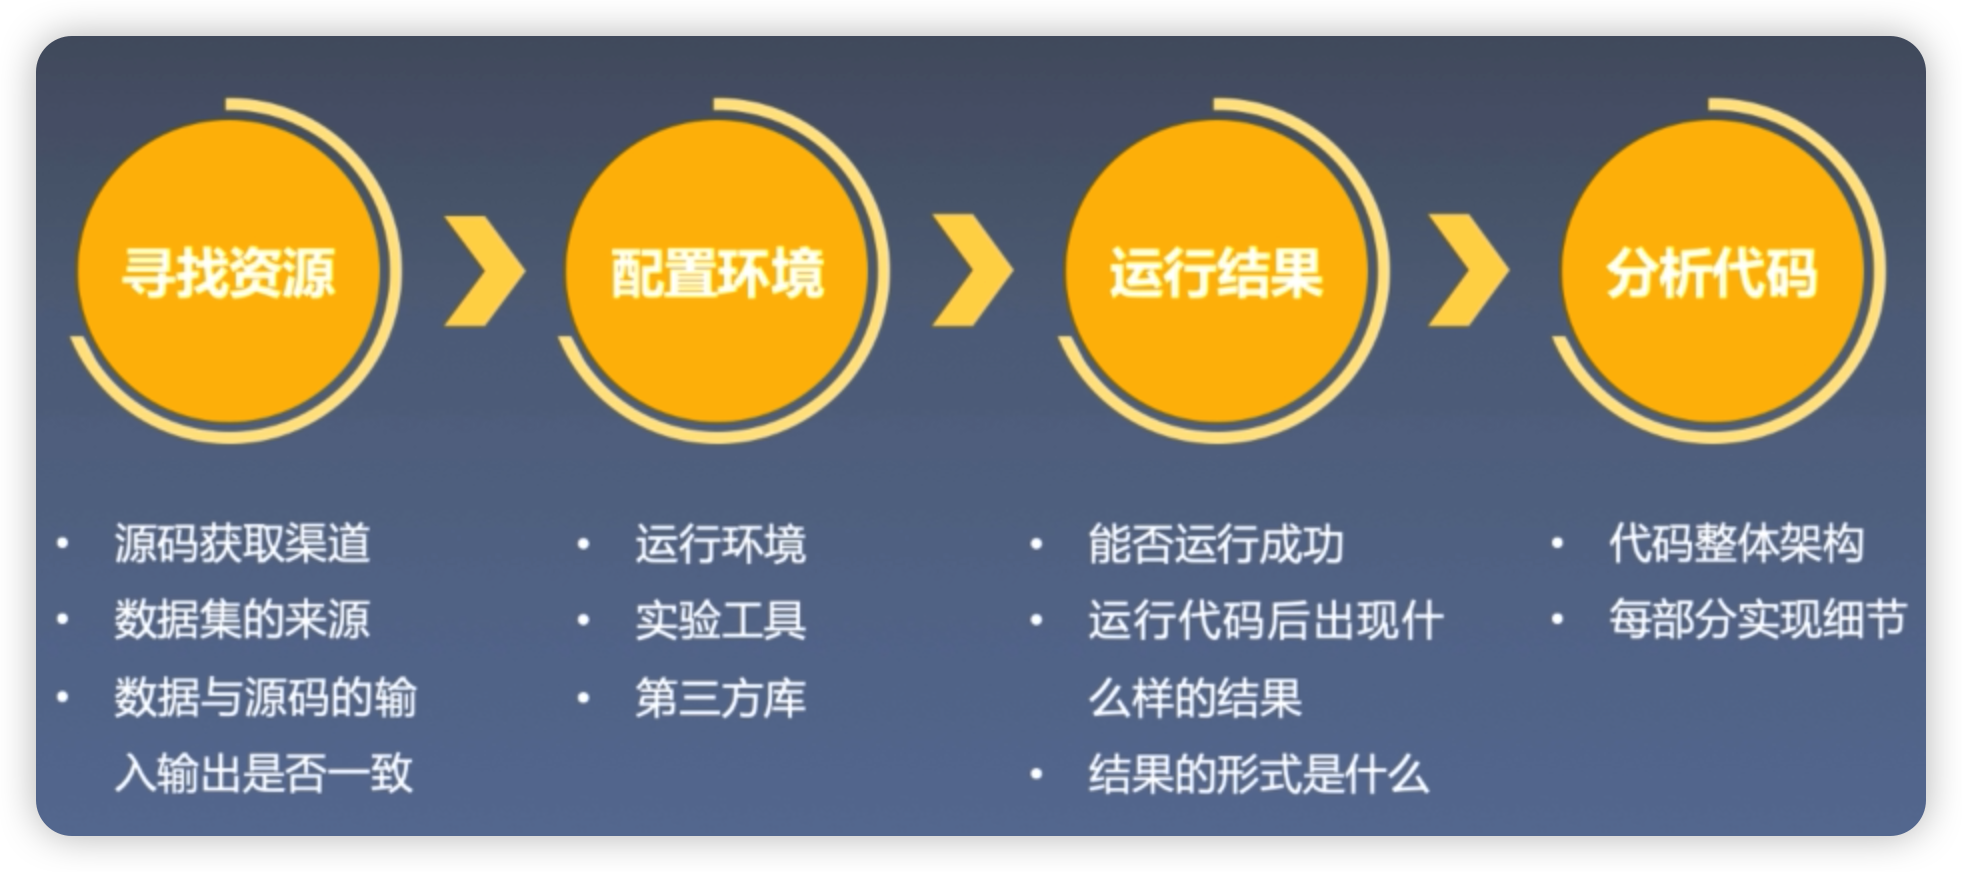 寻找资源
配置环境
运行结果
分析代码
• 源码获取渠道
• 数据集的来源
• 数据与源码的输
入输出是否一致
• 运行环境
• 实验工具
• 第三方库
• 能否运行成功
• 运行代码后出现什
么样的结果
• 结果的形式是什么
• 代码整体架构
• 每部分实现细节